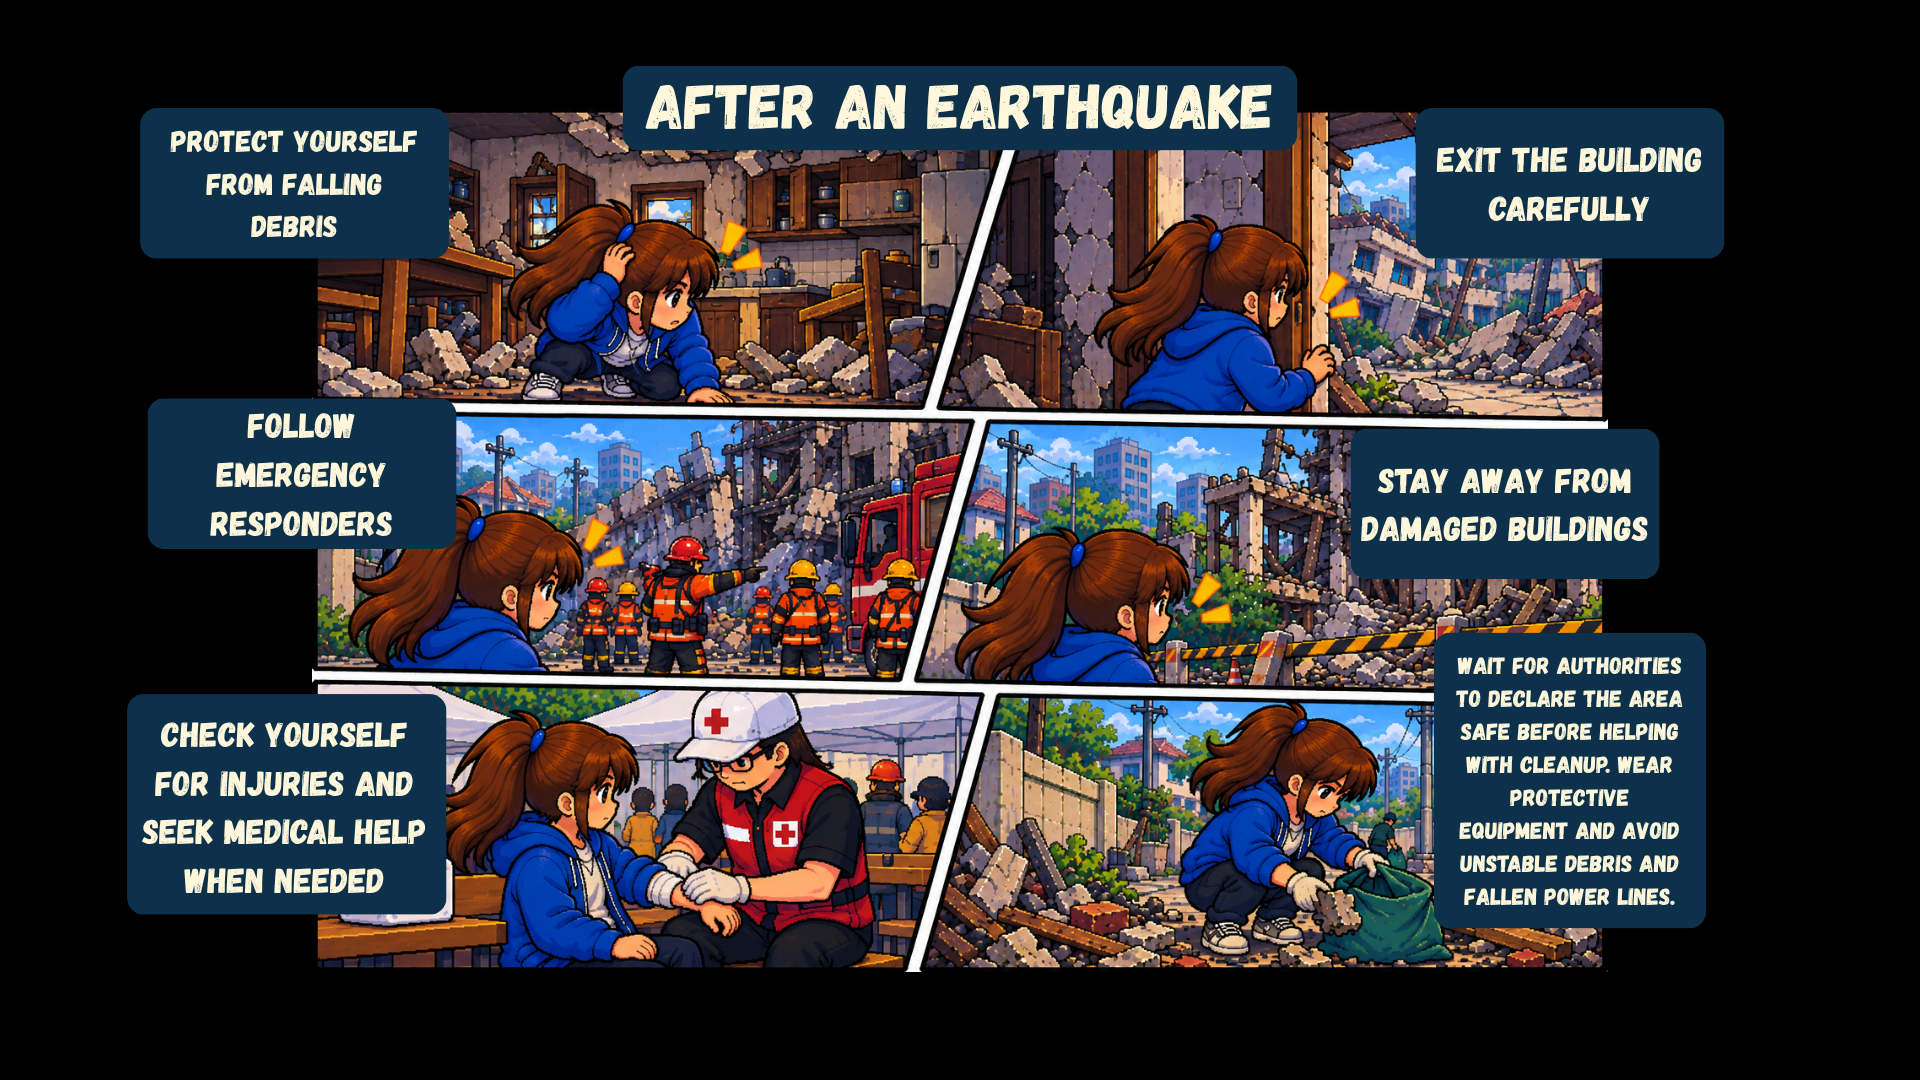 AFTER AN EARTHQUAKE
PROTECT YOURSELF
FROM FALLING
DEBRIS
EXIT THE BUILDING
CAREFULLY
FOLLOW
EMERGENCY
RESPONDERS
STAY AWAY FROM
DAMAGED BUILDINGS
CHECK YOURSELF
FOR INJURIES AND
SEEK MEDICAL HELP
WHEN NEEDED
WAIT FOR AUTHORITIES
TO DECLARE THE AREA
SAFE BEFORE HELPING
WITH CLEANUP. WEAR
PROTECTIVE
EQUIPMENT AND AVOID
UNSTABLE DEBRIS AND
FALLEN POWER LINES.